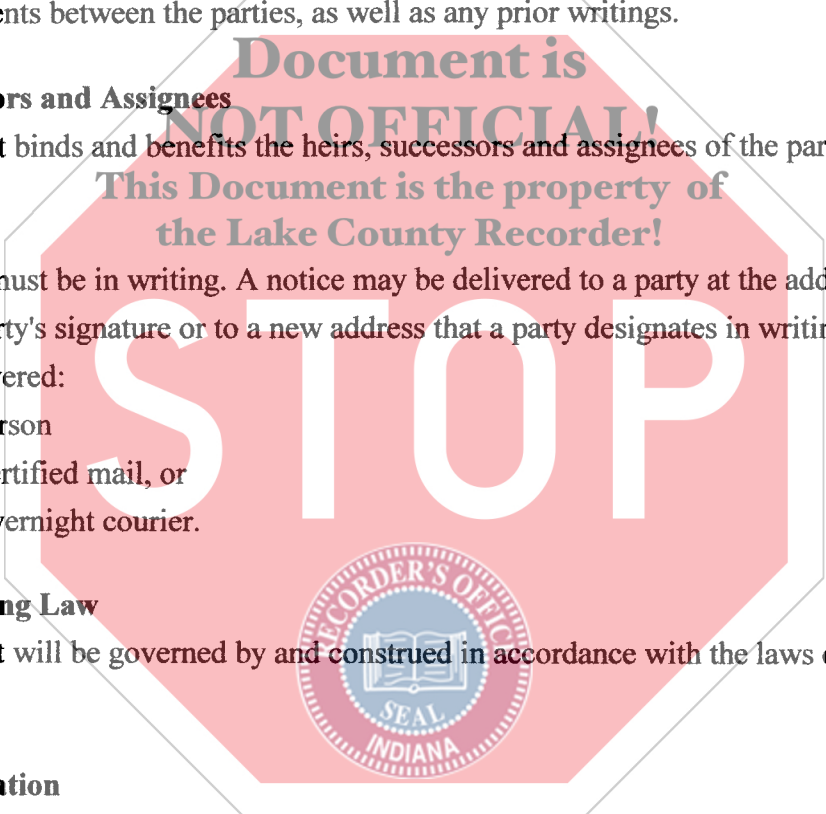 ents between the parties, as well as any prior writings.
Document is
ors and Assignees
NOT OFFICIAL!
t binds and benefits the heirs, successors and assignees of the par
This Document is the property of
the Lake County Recorder!
must be in writing. A notice may be delivered to a party at the add
rty's signature or to a new address that a party designates in writin
ered:
STOP
rson
ertified mail, or
vernight courier.
RECORDER'S OFFIC
ng Law
t will be governed by and construed in accordance with the laws
SEAL
INDIANA
ation